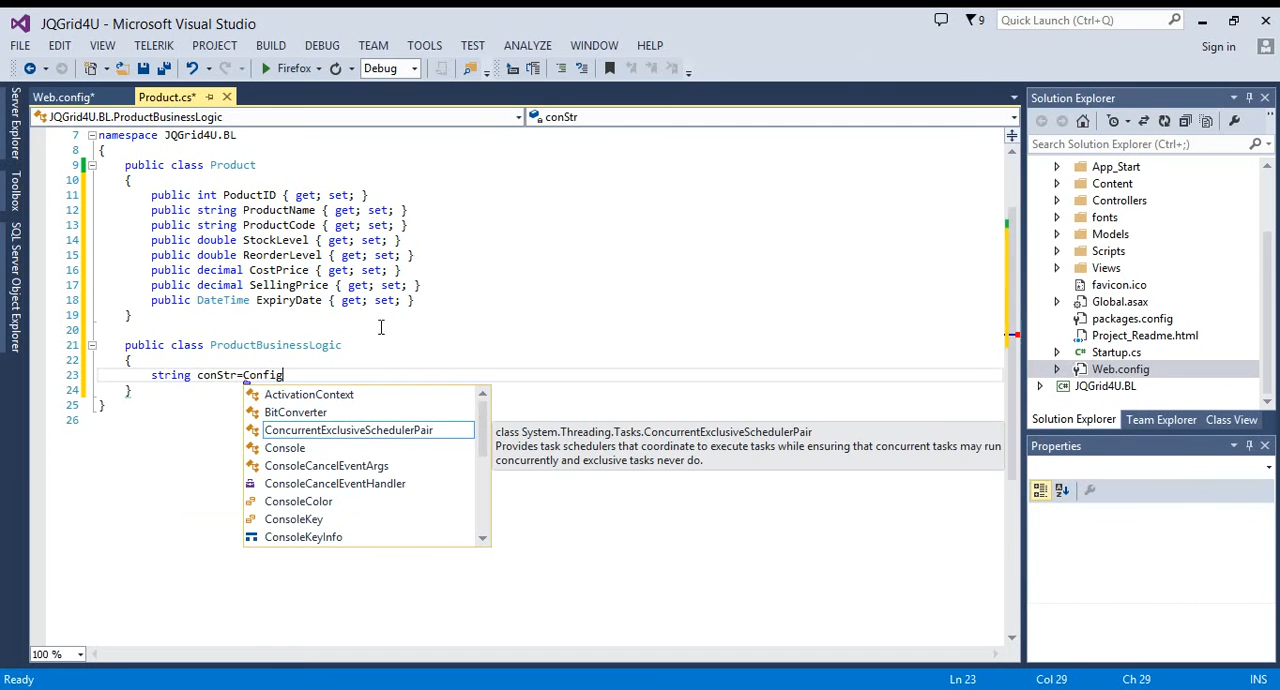 JQGrid4U - Microsoft Visual Studio
9
Quick Launch (Ctrl+Q)
FILE EDIT VIEW TELERIK PROJECT BUILD DEBUG TEAM TOOLS TEST ANALYZE WINDOW HELP
Sign in
Firefox
Debug
Server Explorer
Toolbox
SQL Server Object Explorer
Web.config*
Product.cs*
JQGrid4U.BL.ProductBusinessLogic
conStr
7 namespace JQGrid4U.BL
8 {
9 public class Product
10 {
11 public int PoductID { get; set; }
12 public string ProductName { get; set; }
13 public string ProductCode { get; set; }
14 public double StockLevel { get; set; }
15 public double ReorderLevel { get; set; }
16 public decimal CostPrice { get; set; }
17 public decimal SellingPrice { get; set; }
18 public DateTime ExpiryDate { get; set; }
19 }
20
21 public class ProductBusinessLogic
22 {
23 string conStr=Config
24 }
25 }
26
ActivationContext
BitConverter
ConcurrentExclusiveSchedulerPair
Console
ConsoleCancelEventArgs
ConsoleCancelEventHandler
ConsoleColor
ConsoleKey
ConsoleKeyInfo
class System.Threading.Tasks.ConcurrentExclusiveSchedulerPair
Provides task schedulers that coordinate to execute tasks while ensuring that concurrent tasks may run
concurrently and exclusive tasks never do.
100 %
Solution Explorer
Search Solution Explorer (Ctrl+;)
App_Start
Content
Controllers
fonts
Models
Scripts
Views
favicon.ico
Global.asax
packages.config
Project_Readme.html
Startup.cs
Web.config
JQGrid4U.BL
Solution Explorer Team Explorer Class View
Properties
Ready
Ln 23
Col 29
Ch 29
INS